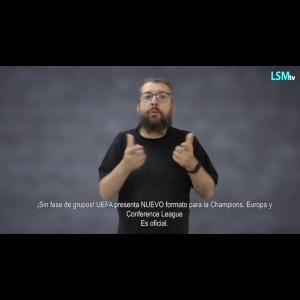 LSMtv
¡Sin fase de grupos! UEFA presenta NUEVO formato para la Champions, Europa y
Conference League
Es oficial.